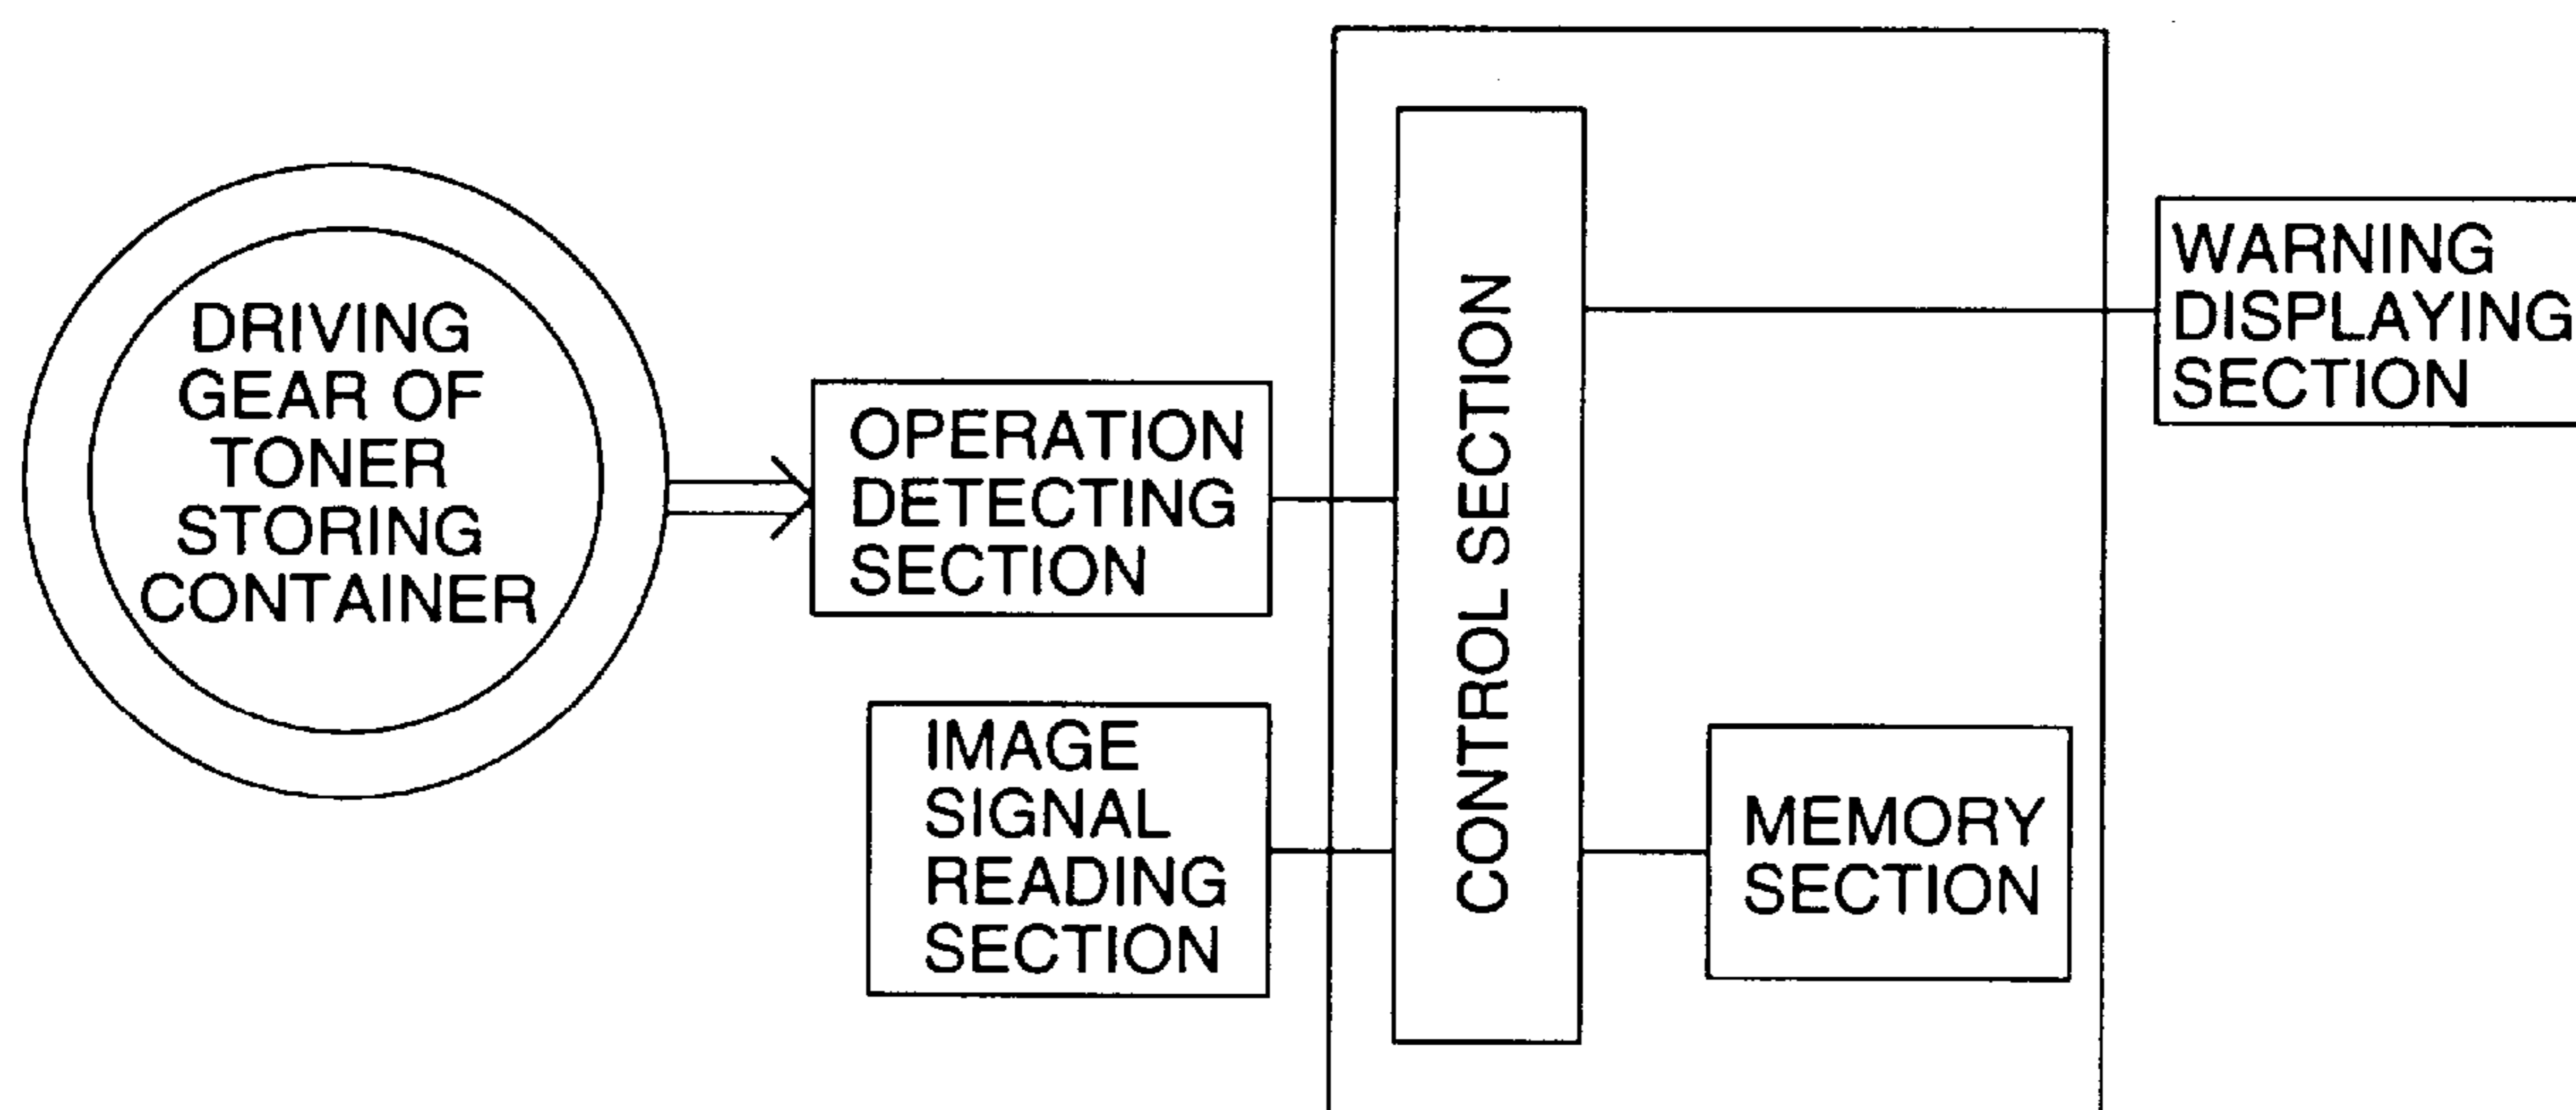 DRIVING
GEAR OF
TONER
STORING
CONTAINER
OPERATION
DETECTING
SECTION
IMAGE
SIGNAL
READING
SECTION
CONTROL SECTION
MEMORY
SECTION
WARNING
DISPLAYING
SECTION